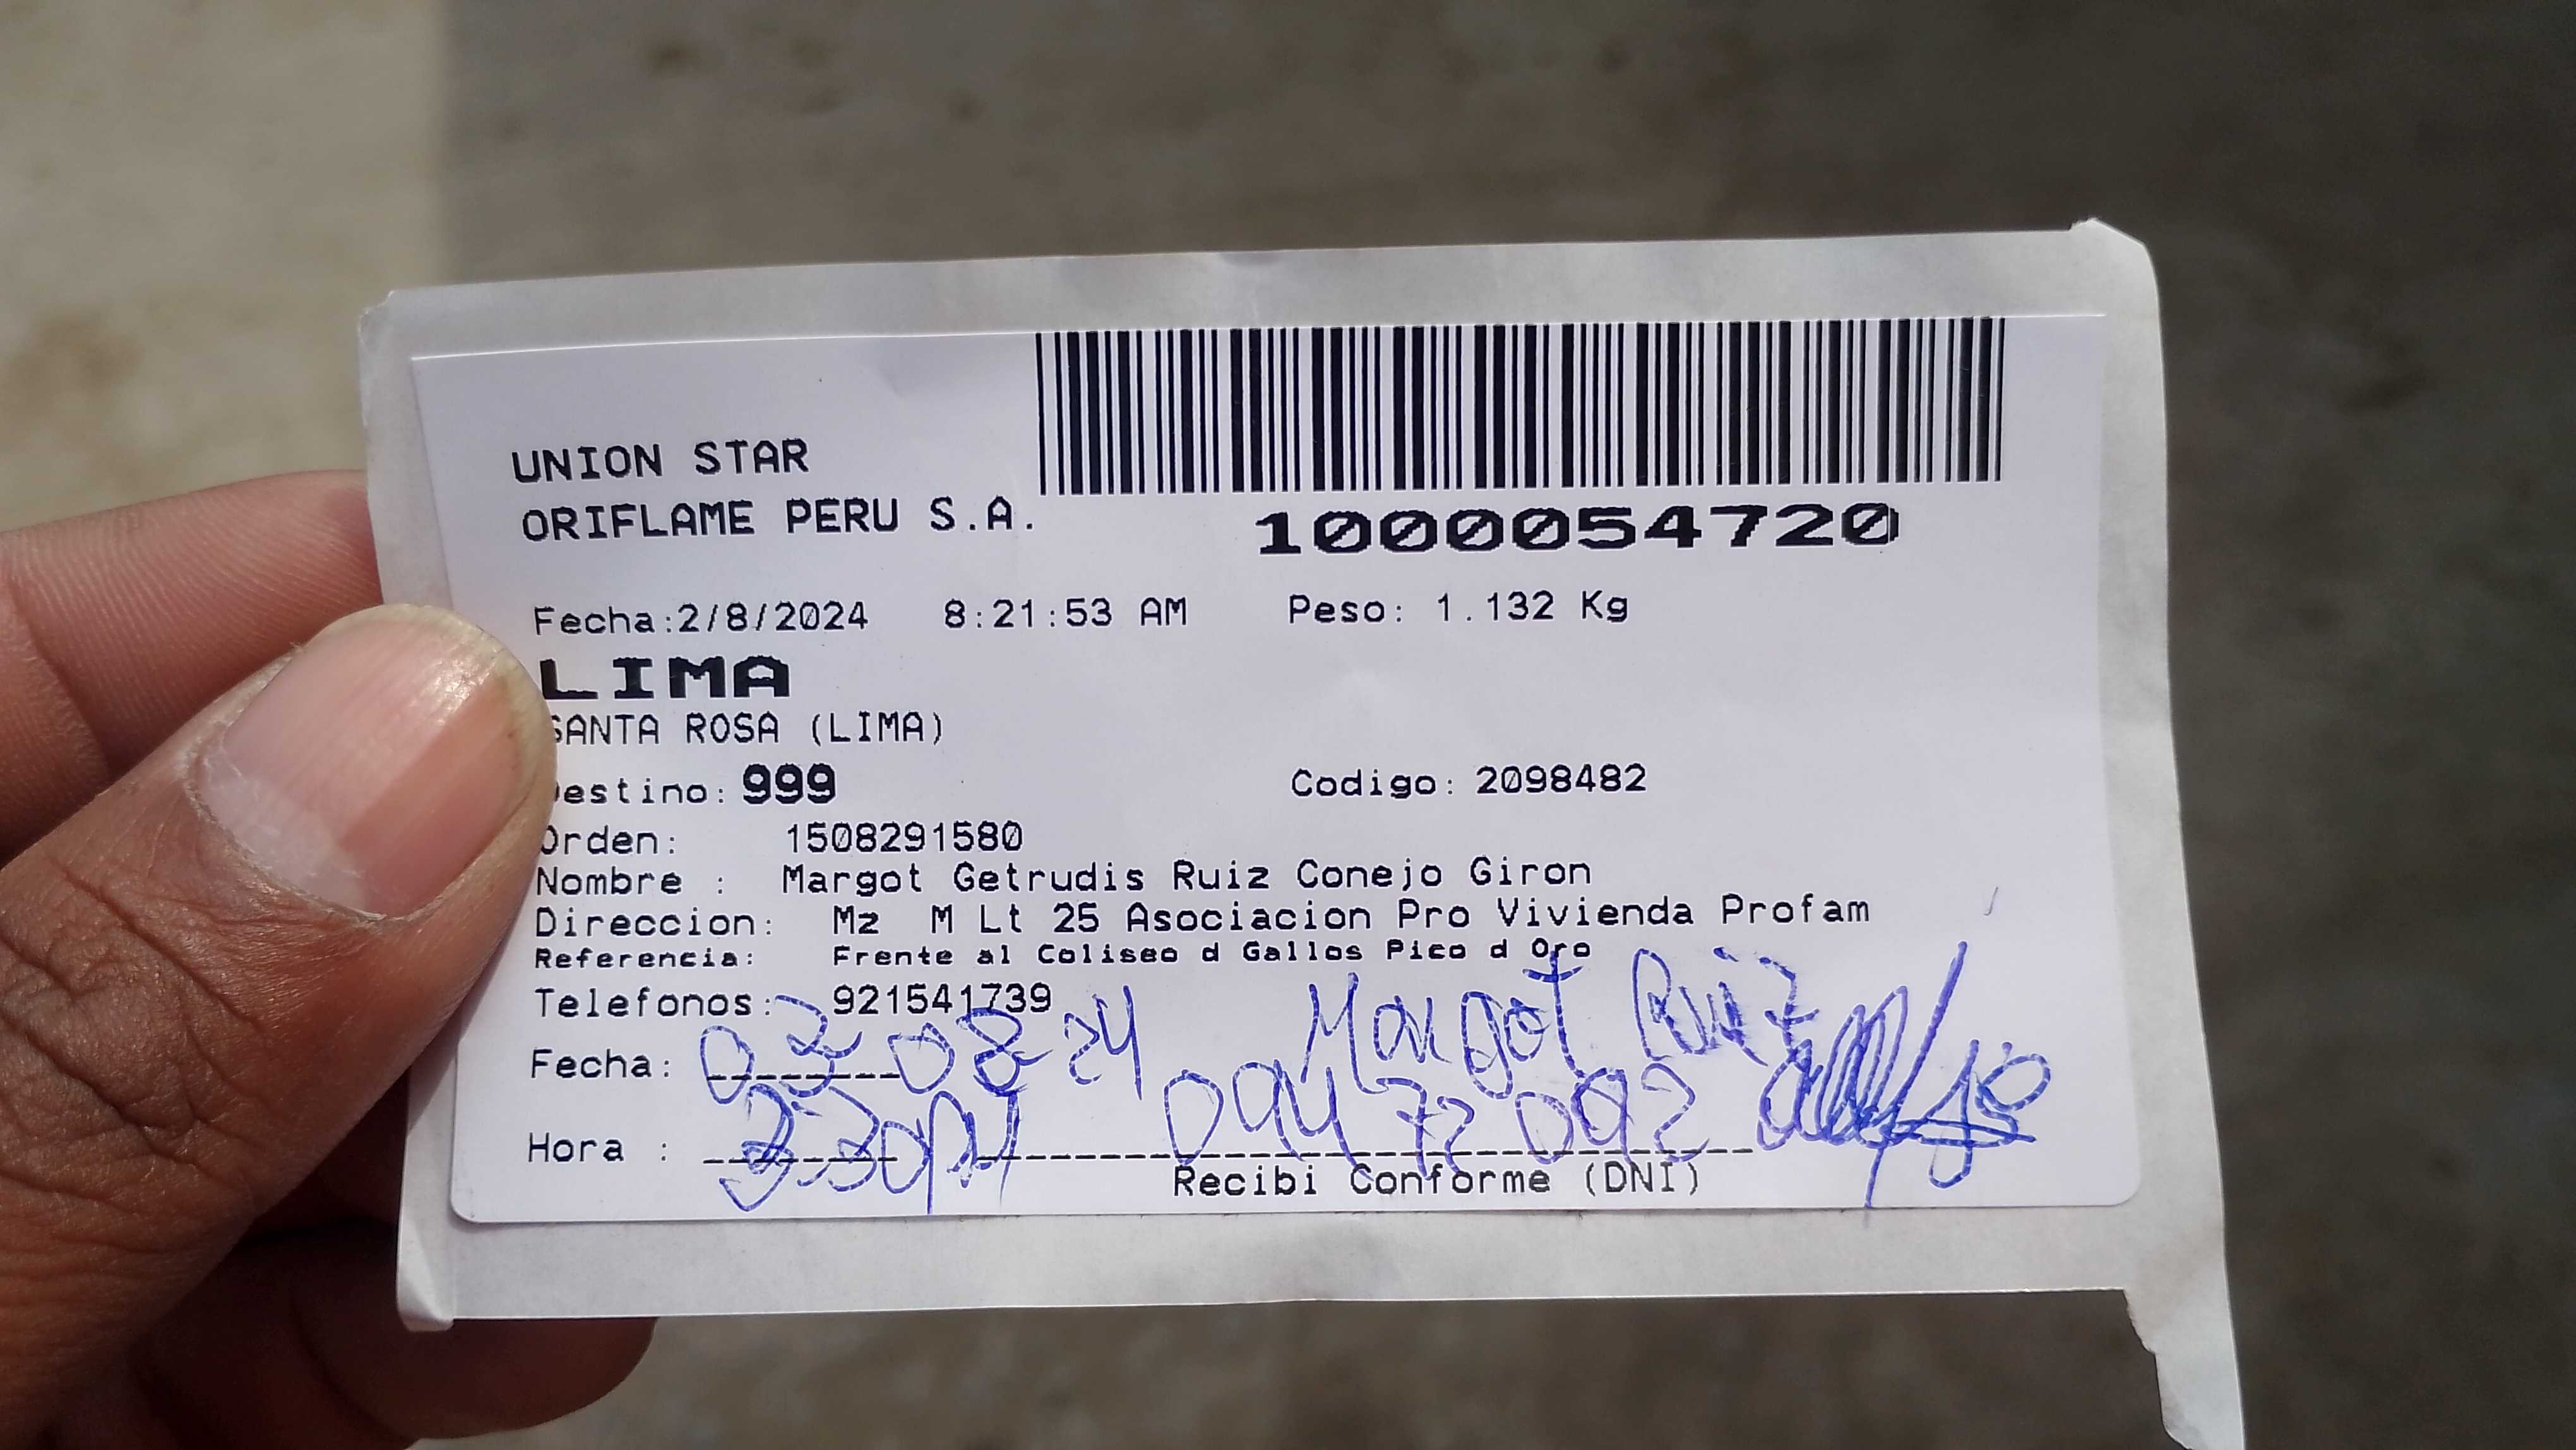 UNION STAR
ORIFLAME PERU S.A.
1000054720
Fecha:2/8/2024 8:21:53 AM Peso: 1.132 Kg
LIMA
SANTA ROSA (LIMA)
Destino: 999 Codigo: 2098482
Orden: 1508291580
Nombre : Margot Getrudis Ruiz Conejo Giron
Direccion: Mz M Lt 25 Asociacion Pro Vivienda Profam
Referencia: Frente al Coliseo d Gallos Pico d Oro
Telefonos: 921541739
Margot Ruiz
Fecha: 02-08-24
Hora :
Recibi Conforme (DNI)